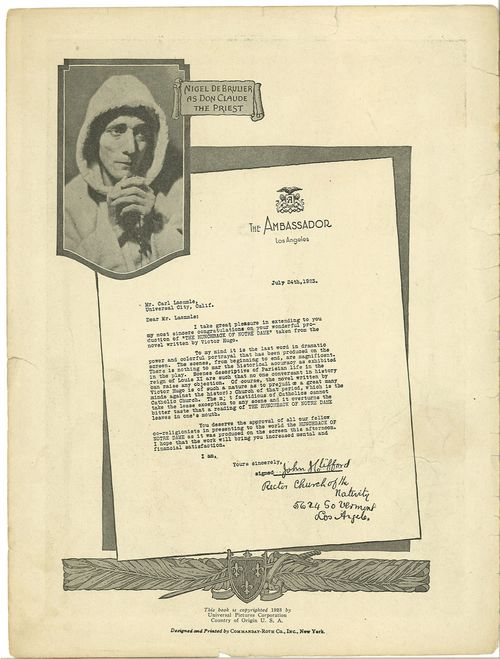 NIGEL DE BRULIER
AS DON CLAUDE
THE PRIEST
THE AMBASSADOR
Los Angeles
July 24th, 1923.
Mr. Carl Laemmle,
Universal City, Calif.
Dear Mr. Laemmle:
I take great pleasure in extending to you
my most sincere congratulations on your wonderful pro-
duction of "THE HUNCHBACK OF NOTRE DAME" taken from the
novel written by Victor Hugo.
To my mind it is the last word in dramatic
power and colorful portrayal that has been produced on the
screen. The scenes, from beginning to end, are magnificent.
There is nothing to mar the historical accuracy as exhibited
in the play. Scenes descriptive of Parisian life in the
reign of Louis XI are such that no one conversant in history
can raise any objection. Of course, the novel written by
Victor Hugo is of such a nature as to prejudice a great many
minds against the history Church of that period, which is the
Catholic Church. The fastidious of Catholics cannot
take the lease exception to any scene and it overturns the
bitter taste that a reading of THE HUNCHBACK OF NOTRE DAME
leaves in one's mouth.
You deserve the approval of all our fellow
co-religionists in presenting to the world the HUNCHBACK OF
NOTRE DAME as it was produced on the screen this afternoon.
I hope that the work will bring you increased mental and
financial satisfaction.
I am,
Yours sincerely,
signed John
Rector Church of the
Nativity
5624 So Vermont
Los Angeles.
This book is copyrighted 1923 by
Universal Pictures Corporation
Country of Origin U. S. A.
Designed and Printed by COMMANDAY-ROTH CO., INC., New York.